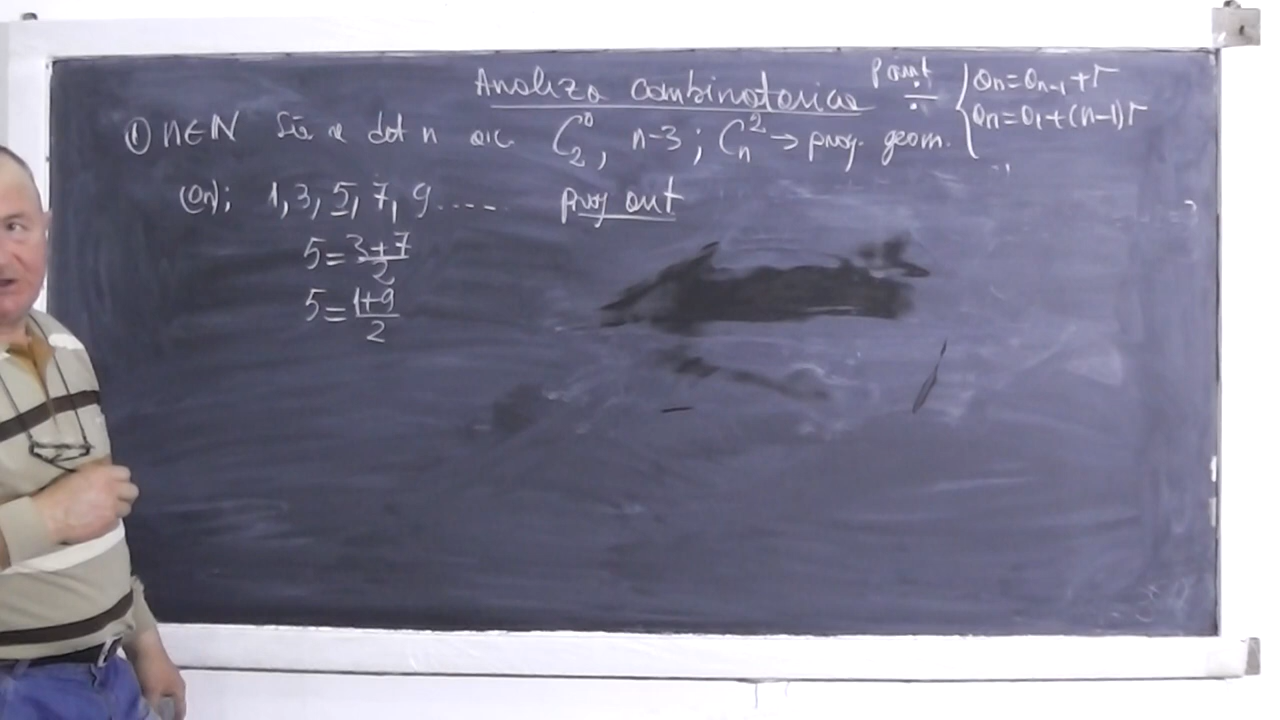 Analiza combinatorica
p arit ÷ { an = an-1 + r
an = a1 + (n-1)r
① n∈N Să se det n a.î. C₂⁰, n-3; Cₙ² → prog. geom.
(an); 1, 3, 5, 7, 9 ..... prog arit
5 = (3+7)/2
5 = (1+9)/2